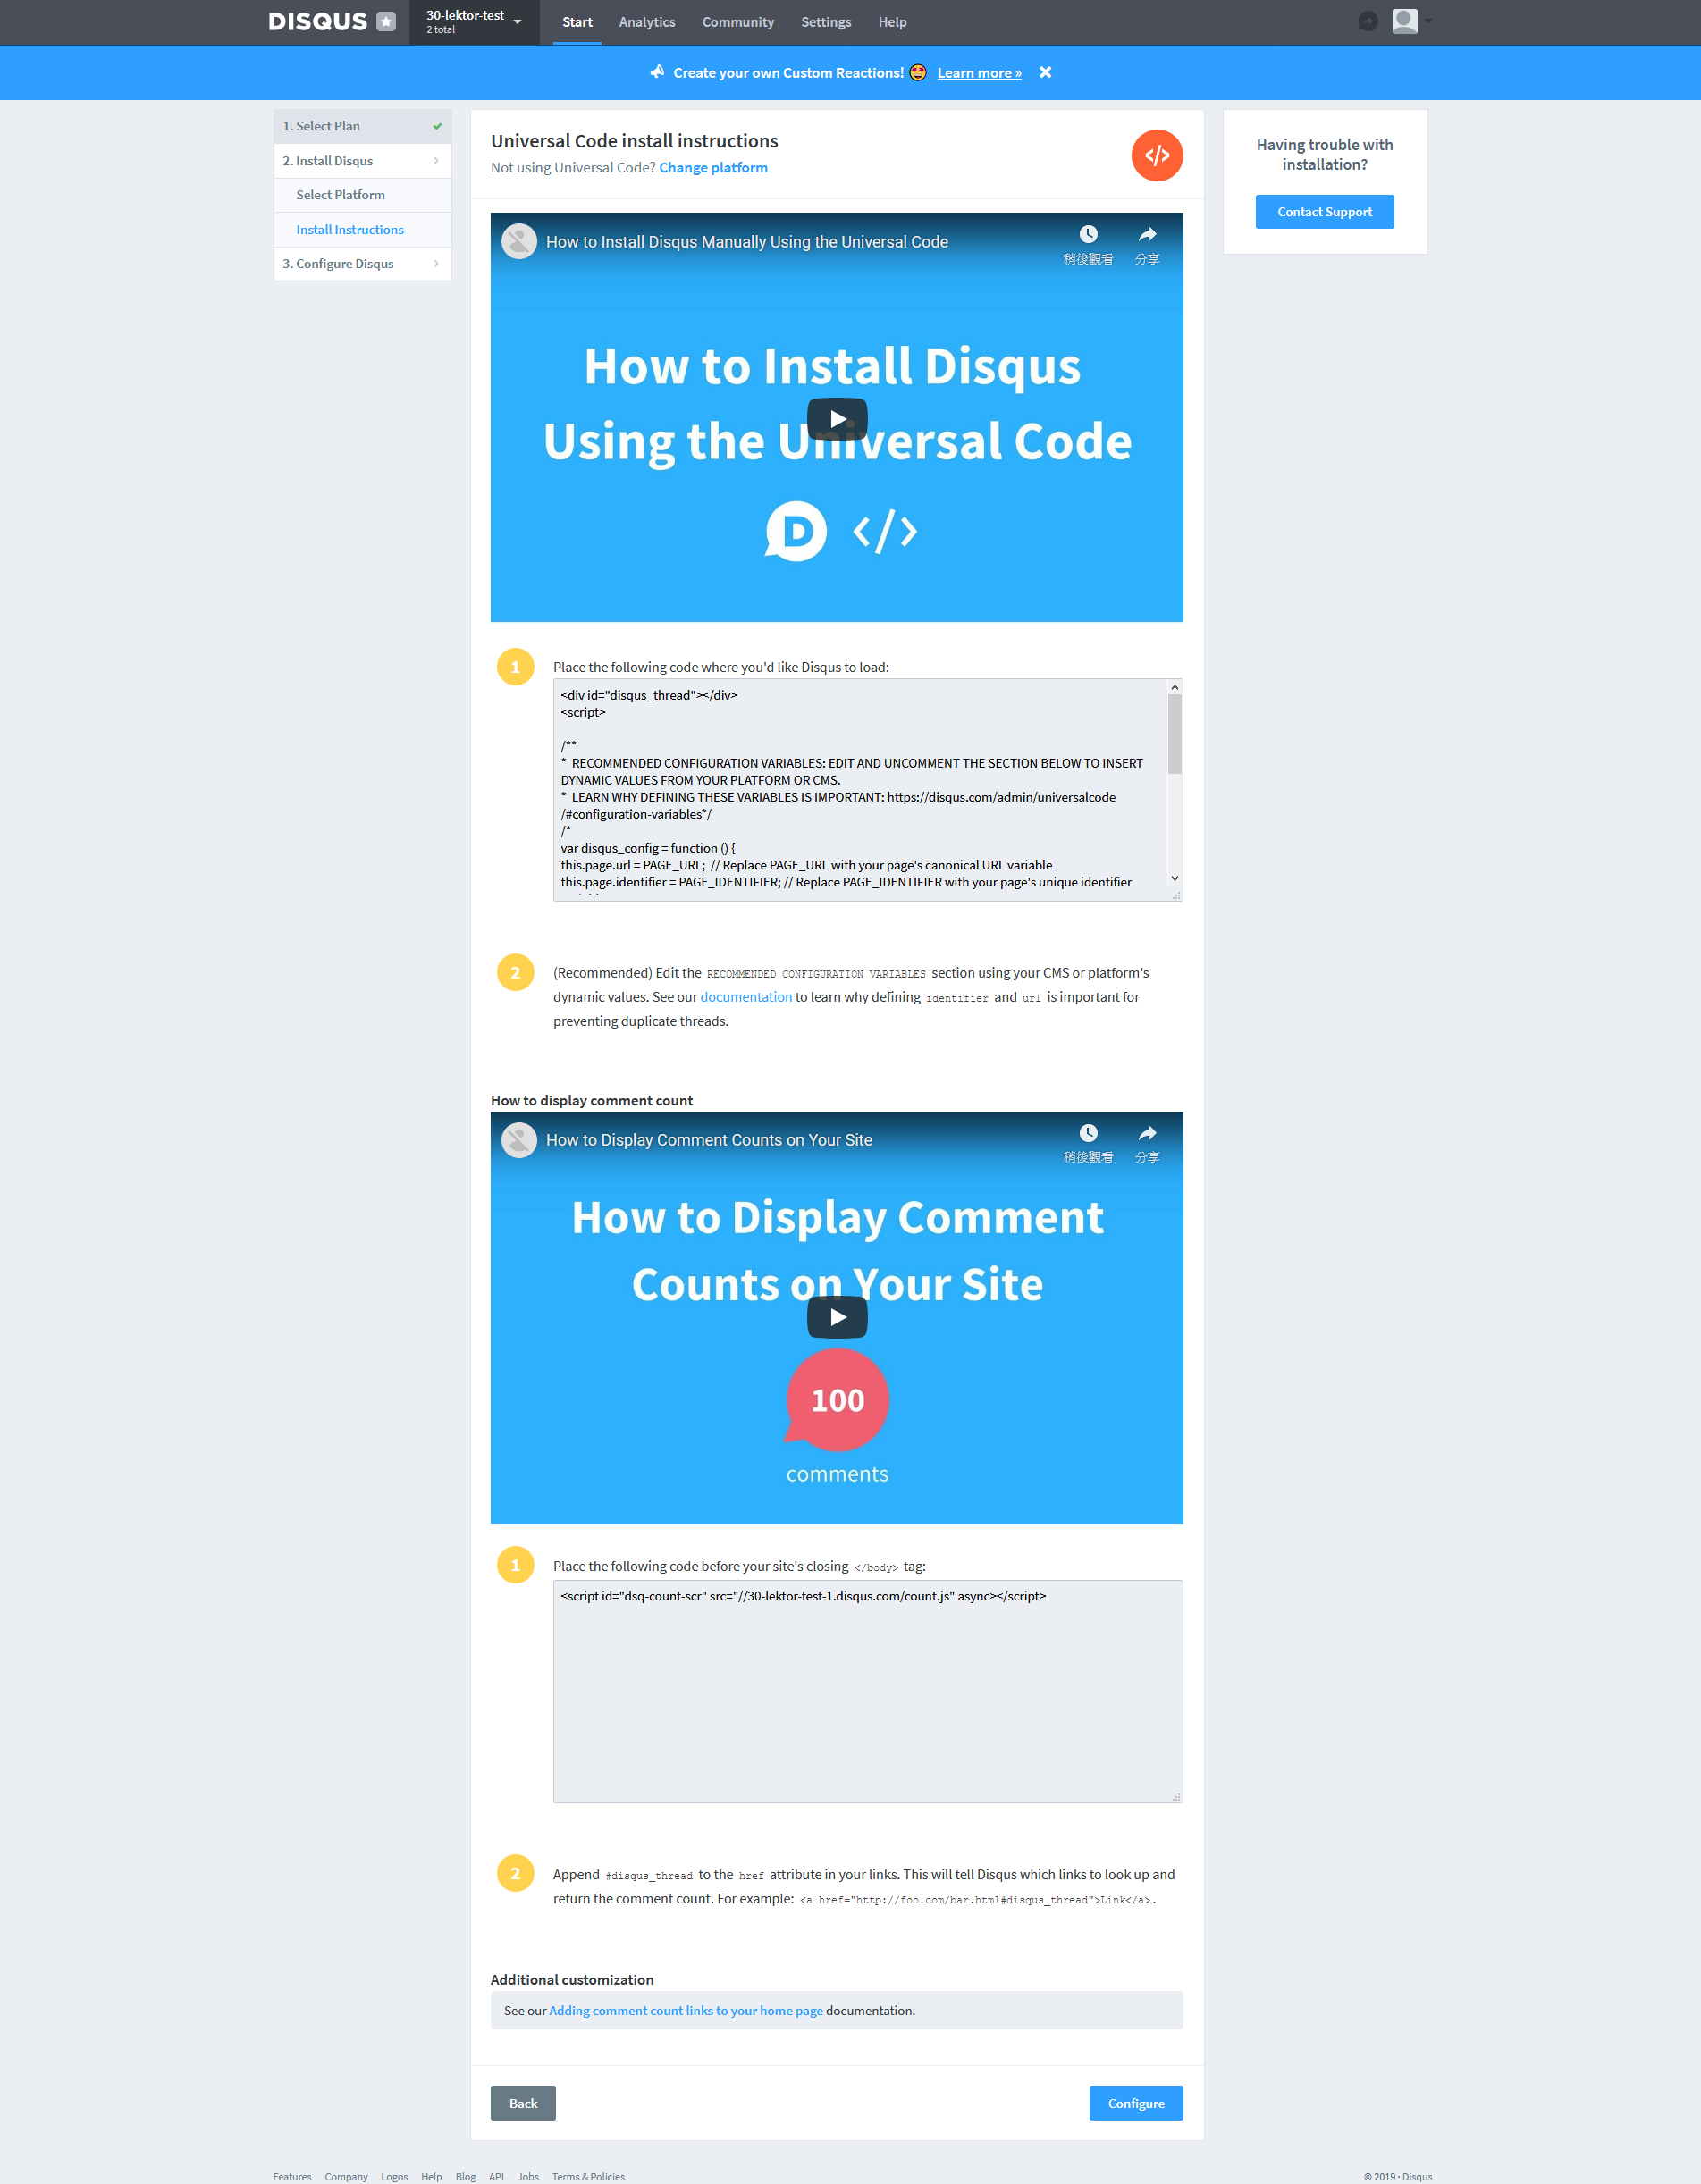 DISQUS
30-lektor-test
2 total
Start
Analytics
Community
Settings
Help
Create your own Custom Reactions! 🤩 Learn more »
1. Select Plan
2. Install Disqus
Select Platform
Install Instructions
3. Configure Disqus
Universal Code install instructions
Not using Universal Code? Change platform
</>
Having trouble with
installation?
Contact Support
How to Install Disqus Manually Using the Universal Code
稍後觀看
分享
How to Install Disqus
Using the Universal Code
D </>
1
Place the following code where you'd like Disqus to load:
<div id="disqus_thread"></div>
<script>
/**
* RECOMMENDED CONFIGURATION VARIABLES: EDIT AND UNCOMMENT THE SECTION BELOW TO INSERT
DYNAMIC VALUES FROM YOUR PLATFORM OR CMS.
* LEARN WHY DEFINING THESE VARIABLES IS IMPORTANT: https://disqus.com/admin/universalcode
/#configuration-variables*/
/*
var disqus_config = function () {
this.page.url = PAGE_URL; // Replace PAGE_URL with your page's canonical URL variable
this.page.identifier = PAGE_IDENTIFIER; // Replace PAGE_IDENTIFIER with your page's unique identifier
2
(Recommended) Edit the RECOMMENDED CONFIGURATION VARIABLES section using your CMS or platform's
dynamic values. See our documentation to learn why defining identifier and url is important for
preventing duplicate threads.
How to display comment count
How to Display Comment Counts on Your Site
稍後觀看
分享
How to Display Comment
Counts on Your Site
100
comments
1
Place the following code before your site's closing </body> tag:
<script id="dsq-count-scr" src="//30-lektor-test-1.disqus.com/count.js" async></script>
2
Append #disqus_thread to the href attribute in your links. This will tell Disqus which links to look up and
return the comment count. For example: <a href="http://foo.com/bar.html#disqus_thread">Link</a>.
Additional customization
See our Adding comment count links to your home page documentation.
Back
Configure
Features Company Logos Help Blog API Jobs Terms & Policies
© 2019 · Disqus